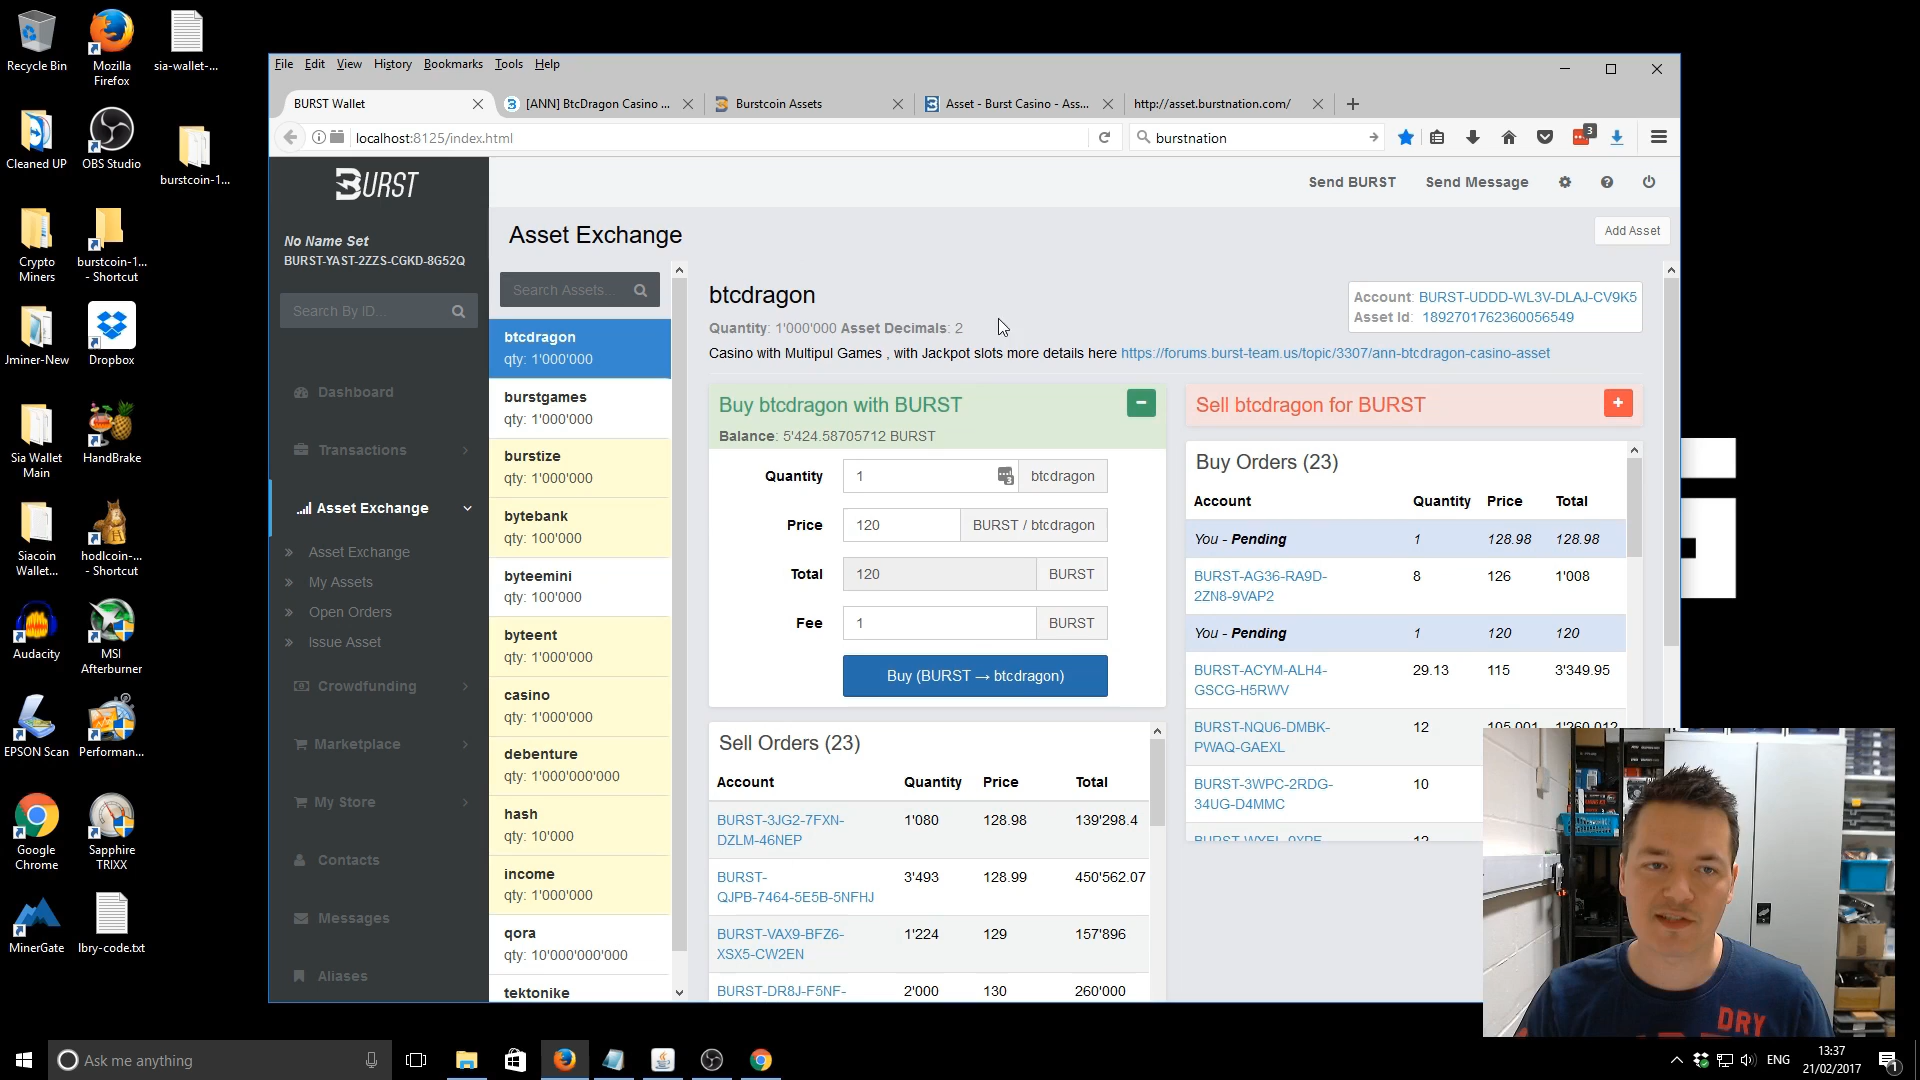 Recycle Bin
Mozilla
Firefox
sia-wallet-...
Cleaned UP
OBS Studio
burstcoin-1...
Crypto
Miners
burstcoin-1...
- Shortcut
Jminer-New
Dropbox
Sia Wallet
Main
HandBrake
Siacoin
Wallet...
hodlcoin-...
- Shortcut
Audacity
MSI
Afterburner
EPSON Scan
Performan...
Google
Chrome
Sapphire
TRIXX
MinerGate
lbry-code.txt
File Edit View History Bookmarks Tools Help
BURST Wallet
[ANN] BtcDragon Casino ...
Burstcoin Assets
Asset - Burst Casino - Ass...
http://asset.burstnation.com/
localhost:8125/index.html
burstnation
3
BURST
Send BURST
Send Message
No Name Set
BURST-YAST-2ZZS-CGKD-8G52Q
Search By ID...
Dashboard
Transactions
Asset Exchange
Asset Exchange
My Assets
Open Orders
Issue Asset
Crowdfunding
Marketplace
My Store
Contacts
Messages
Aliases
Asset Exchange
Add Asset
Search Assets...
btcdragon
qty: 1'000'000
burstgames
qty: 1'000'000
burstize
qty: 1'000'000
bytebank
qty: 100'000
byteemini
qty: 100'000
byteent
qty: 1'000'000
casino
qty: 1'000'000
debenture
qty: 1'000'000'000
hash
qty: 10'000
income
qty: 1'000'000
qora
qty: 10'000'000'000
tektonike
btcdragon
Quantity: 1'000'000 Asset Decimals: 2
Casino with Multipul Games , with Jackpot slots more details here https://forums.burst-team.us/topic/3307/ann-btcdragon-casino-asset
Account: BURST-UDDD-WL3V-DLAJ-CV9K5
Asset Id: 1892701762360056549
Buy btcdragon with BURST
Balance: 5'424.58705712 BURST
Quantity 1 btcdragon
Price 120 BURST / btcdragon
Total 120 BURST
Fee 1 BURST
Buy (BURST → btcdragon)
Sell Orders (23)
Account Quantity Price Total
BURST-3JG2-7FXN-
DZLM-46NEP
1'080 128.98 139'298.4
BURST-
QJPB-7464-5E5B-5NFHJ
3'493 128.99 450'562.07
BURST-VAX9-BFZ6-
XSX5-CW2EN
1'224 129 157'896
BURST-DR8J-F5NF-
2'000 130 260'000
Sell btcdragon for BURST
Buy Orders (23)
Account Quantity Price Total
You - Pending 1 128.98 128.98
BURST-AG36-RA9D-
2ZN8-9VAP2
8 126 1'008
You - Pending 1 120 120
BURST-ACYM-ALH4-
GSCG-H5RWV
29.13 115 3'349.95
BURST-NQU6-DMBK-
PWAQ-GAEXL
12 105.001 1'260.012
BURST-3WPC-2RDG-
34UG-D4MMC
10
12
DRY
Ask me anything
ENG
13:37
21/02/2017
1